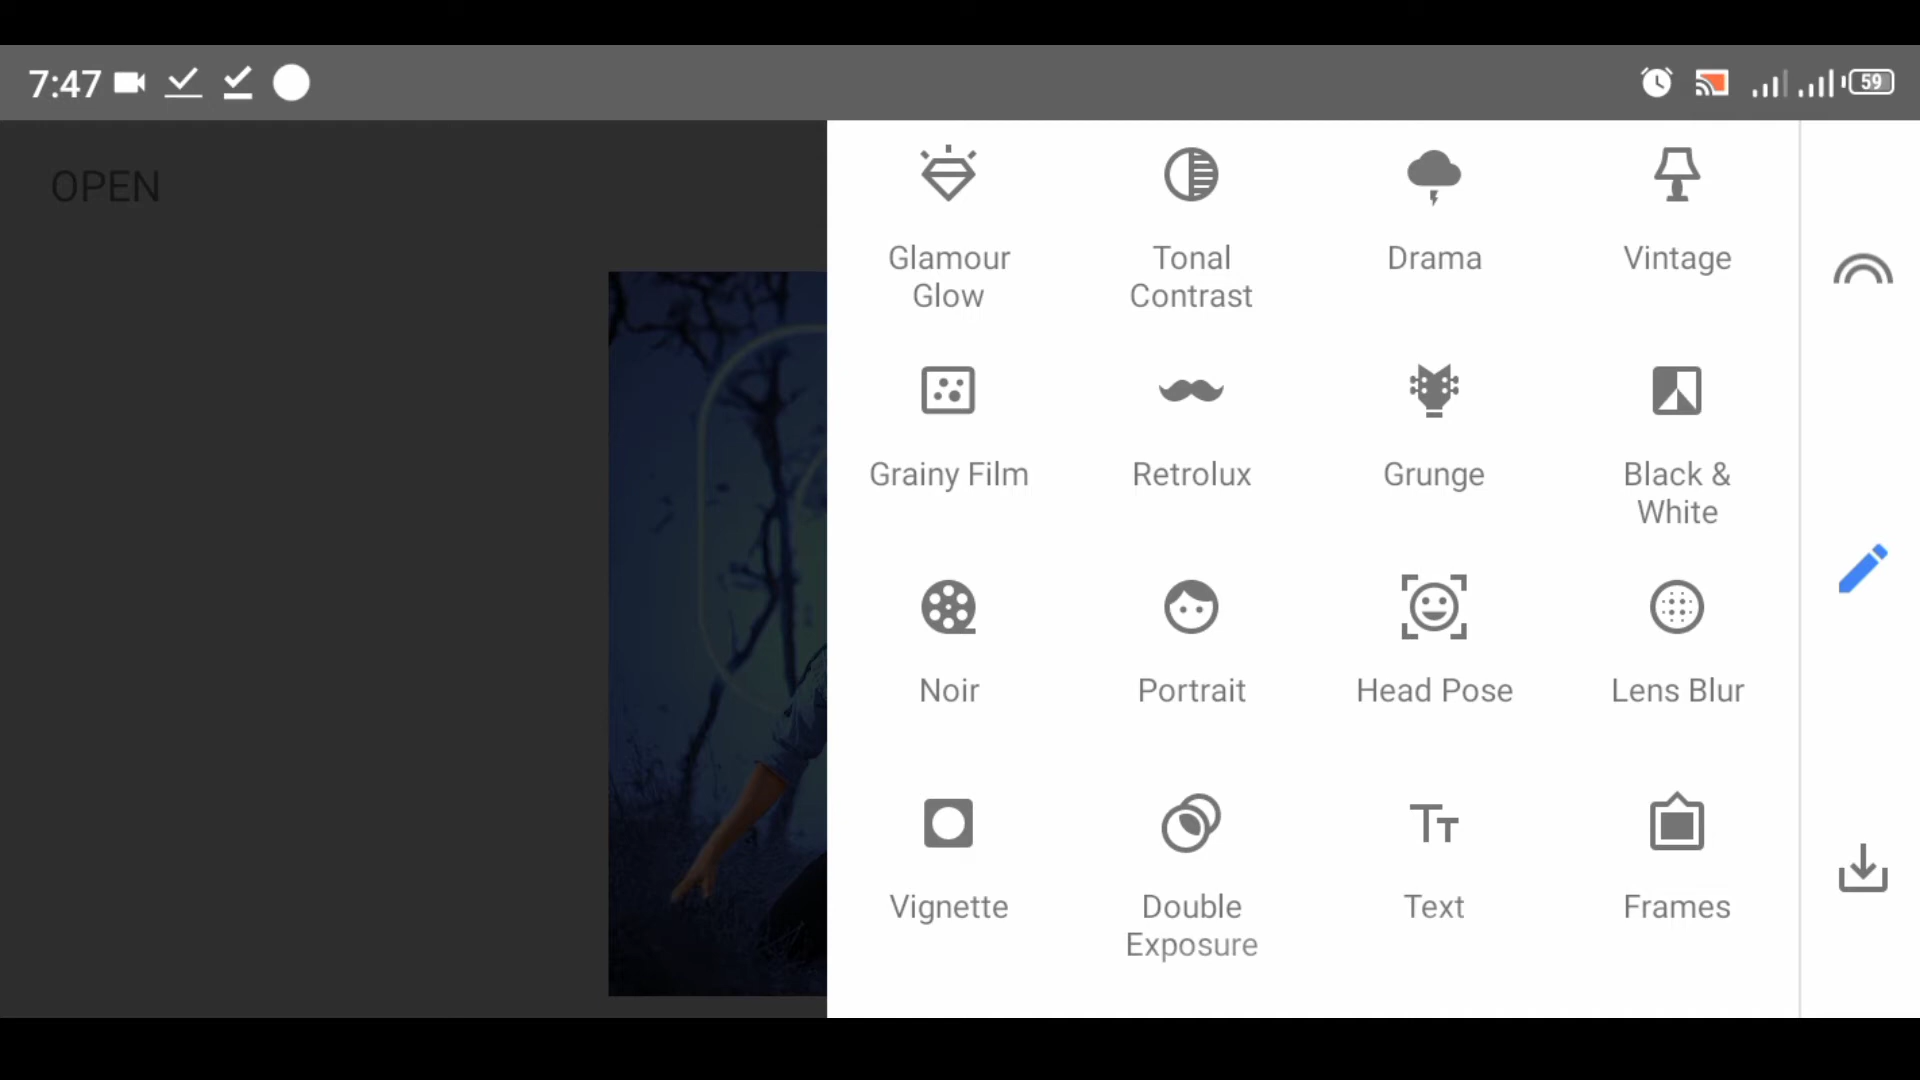 7:47
59
OPEN
Glamour
Glow
Tonal
Contrast
Drama
Vintage
Grainy Film
Retrolux
Grunge
Black &
White
Noir
Portrait
Head Pose
Lens Blur
Vignette
Double
Exposure
Text
Frames